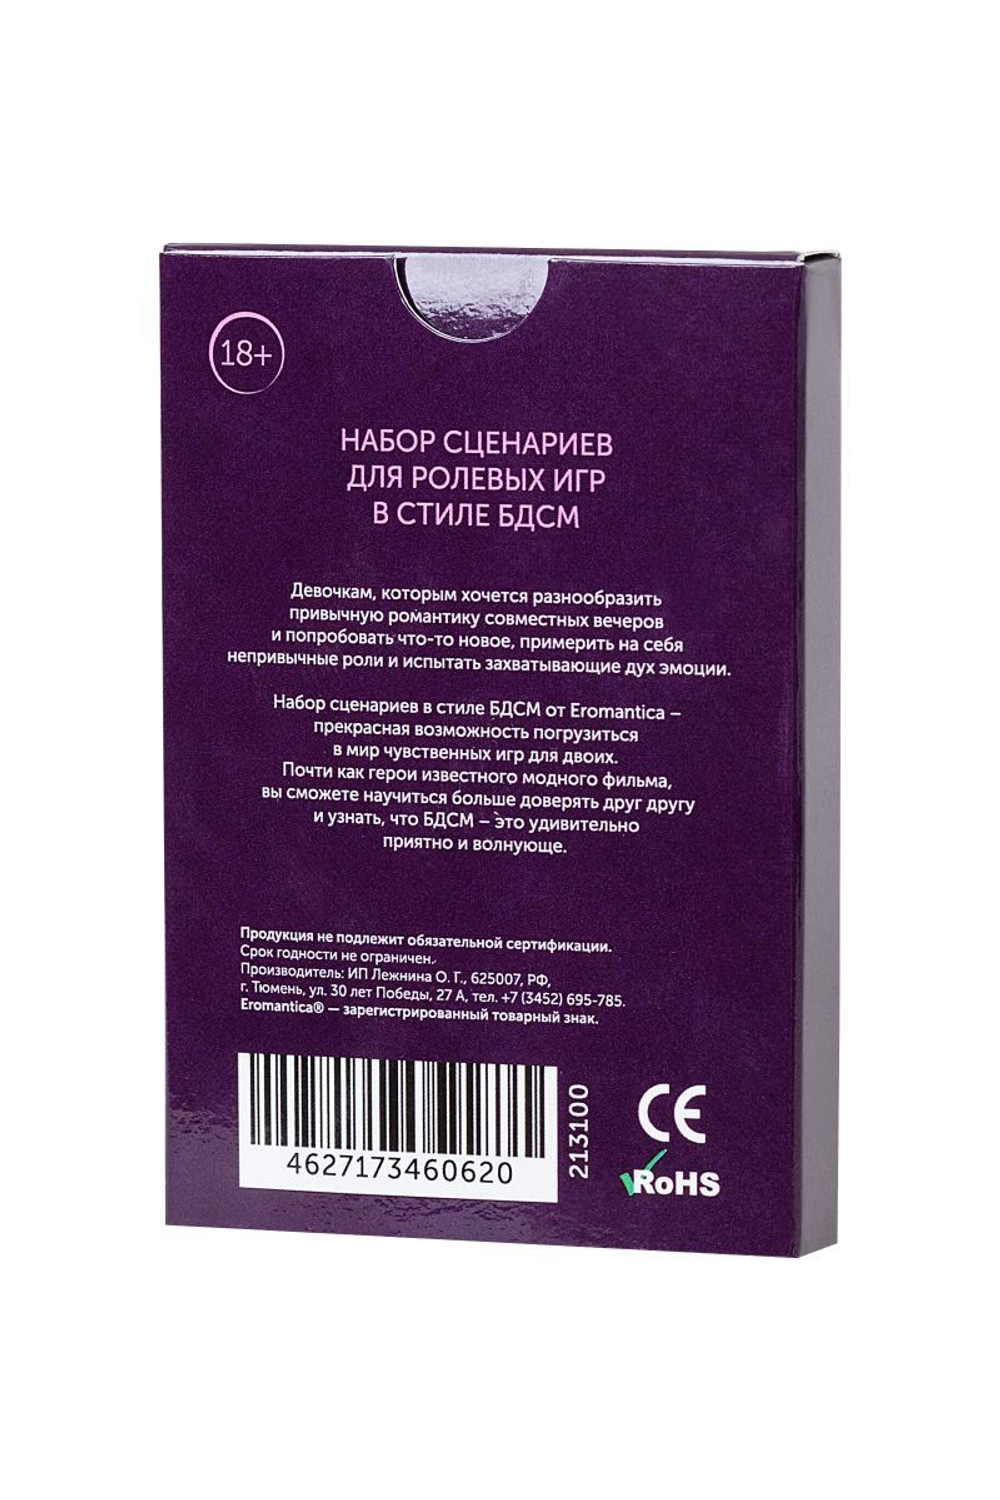 18+
НАБОР СЦЕНАРИЕВ
ДЛЯ РОЛЕВЫХ ИГР
В СТИЛЕ БДСМ
Девочкам, которым хочется разнообразить
привычную романтику совместных вечеров
и попробовать что-то новое, примерить на себя
непривычные роли и испытать захватывающие дух эмоции.
Набор сценариев в стиле БДСМ от Eromantica –
прекрасная возможность погрузиться
в мир чувственных игр для двоих.
Почти как герои известного модного фильма,
вы сможете научиться больше доверять друг другу
и узнать, что БДСМ – это удивительно
приятно и волнующе.
Продукция не подлежит обязательной сертификации.
Срок годности не ограничен.
Производитель: ИП Лежнина О. Г., 625007, РФ,
г. Тюмень, ул. 30 лет Победы, 27 А, тел. +7 (3452) 695-785.
Eromantica® — зарегистрированный товарный знак.
4627173460620
213100
CE
RoHS